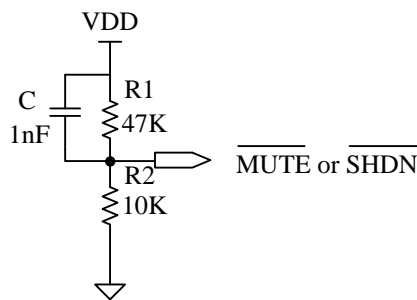 VDD
R1
C
47K
1nF
MUTE or SHDN
R2
10K